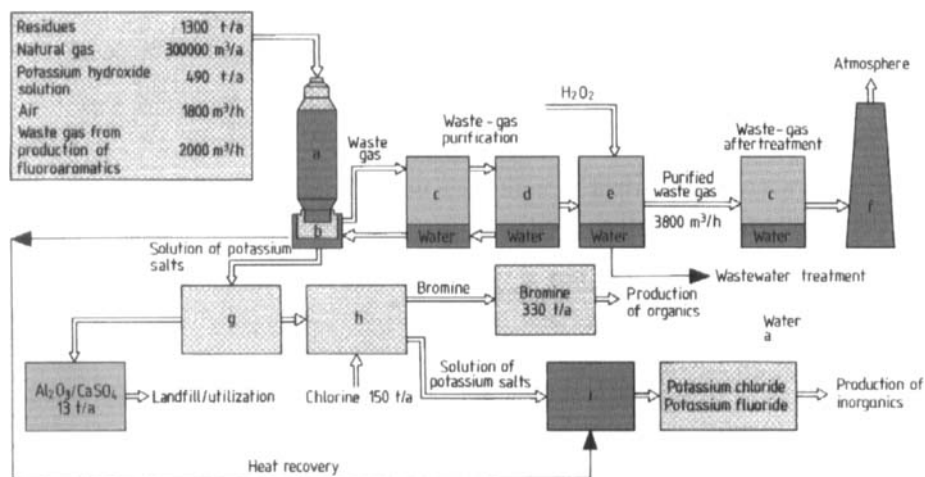 Residues 1300 t/a
Natural gas 300000 m³/a
Potassium hydroxide
solution 490 t/a
Air 1800 m³/h
Waste gas from
production of
fluoroaromatics 2000 m³/h
a
b
Waste
gas
Waste-gas
purification
H₂O₂
c
Water
d
Water
e
Water
Purified
waste gas
3800 m³/h
Waste-gas
aftertreatment
c
Water
Atmosphere
f
Wastewater treatment
Solution of potassium
salts
g
h
Bromine
Bromine
330 t/a
Production
of organics
Water
a
Al₂O₃/CaSO₄
13 t/a
Landfill/utilization
Chlorine 150 t/a
Solution of
potassium salts
Potassium chloride
Potassium fluoride
Production of
inorganics
Heat recovery